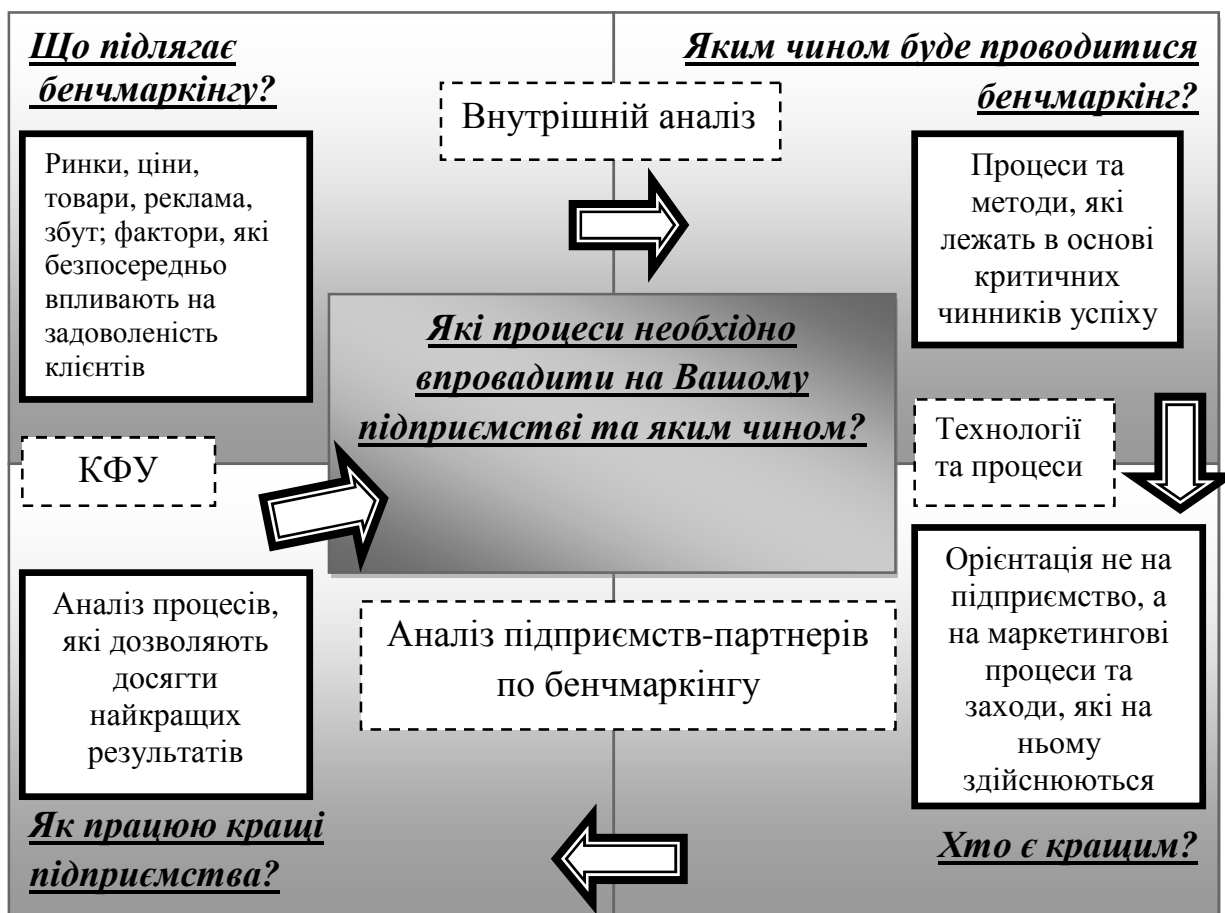 Що підлягає
бенчмаркінгу?
Ринки, ціни,
товари, реклама,
збут; фактори, які
безпосередньо
впливають на
задоволеність
клієнтів
Внутрішній аналіз
Яким чином буде проводитися
бенчмаркінг?
Процеси та
методи, які
лежать в основі
критичних
чинників успіху
Які процеси необхідно
впровадити на Вашому
підприємстві та яким чином?
КФУ
Технології
та процеси
Аналіз процесів,
які дозволяють
досягти
найкращих
результатів
Як працюю кращі
підприємства?
Аналіз підприємств-партнерів
по бенчмаркінгу
Орієнтація не на
підприємство, а
на маркетингові
процеси та
заходи, які на
ньому
здійснюються
Хто є кращим?